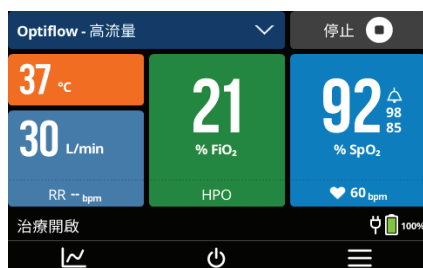 Optiflow - 高流量
停止
37 °C
30 L/min
RR -- bpm
21
% FiO₂
HPO
92
98
85
% SpO₂
60 bpm
治療開啟
100%